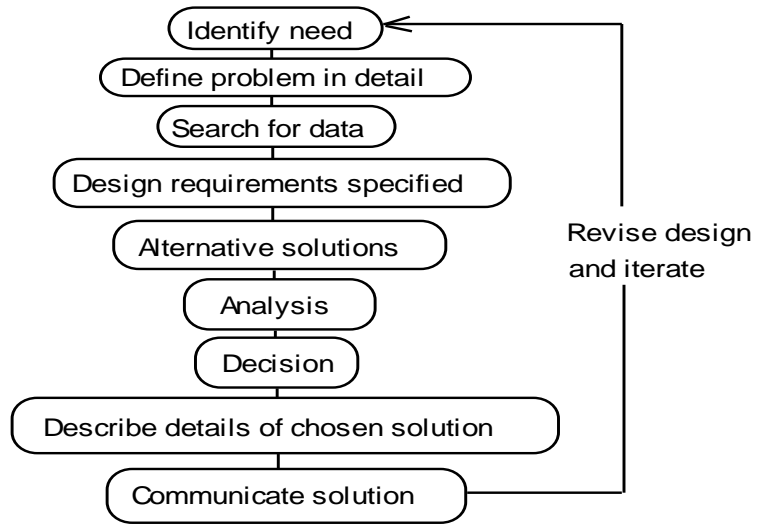 Identify need
Define problem in detail
Search for data
Design requirements specified
Alternative solutions
Analysis
Decision
Describe details of chosen solution
Communicate solution
Revise design
and iterate